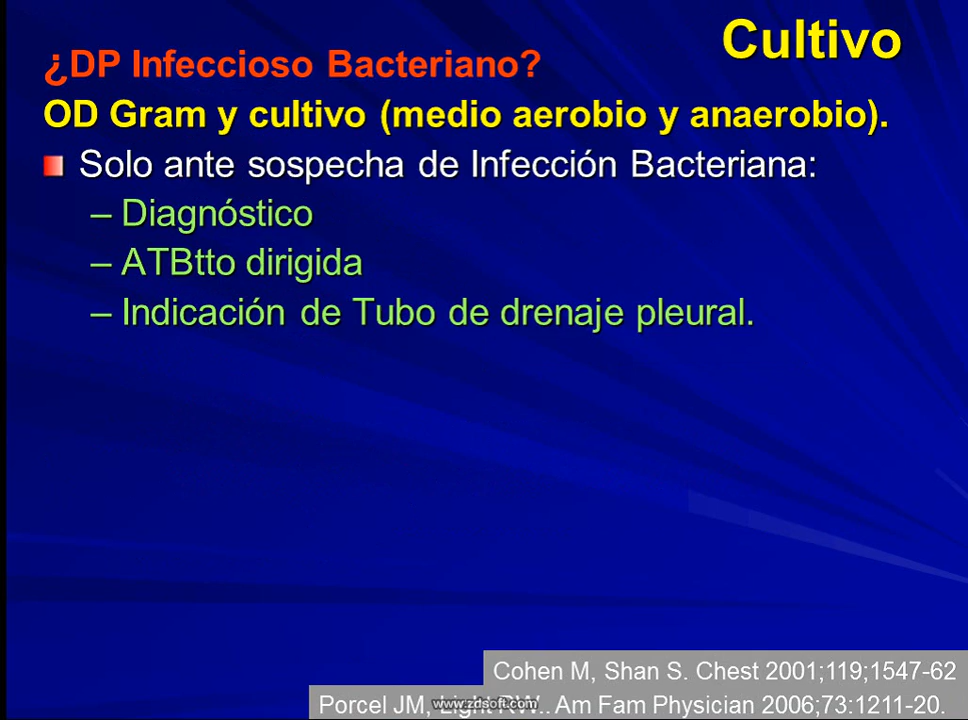 Cultivo
¿DP Infeccioso Bacteriano?
OD Gram y cultivo (medio aerobio y anaerobio).
Solo ante sospecha de Infección Bacteriana:
– Diagnóstico
– ATBtto dirigida
– Indicación de Tubo de drenaje pleural.
Cohen M, Shan S. Chest 2001;119;1547-62
Porcel JM, Light RW.. Am Fam Physician 2006;73:1211-20.
www.zdsoft.com